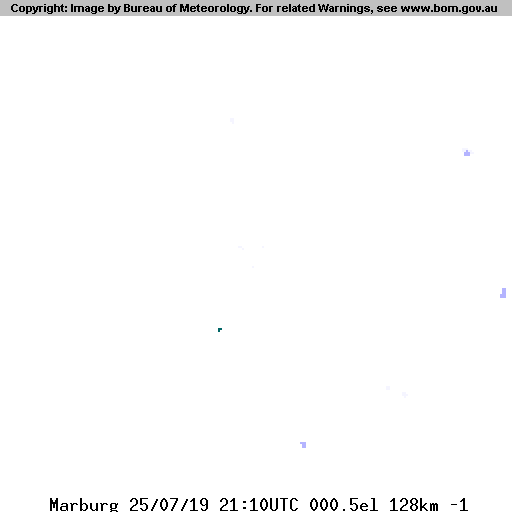 Copyright: Image by Bureau of Meteorology. For related Warnings, see www.bom.gov.au
Marburg 25/07/19 21:10UTC 000.5el 128km -1